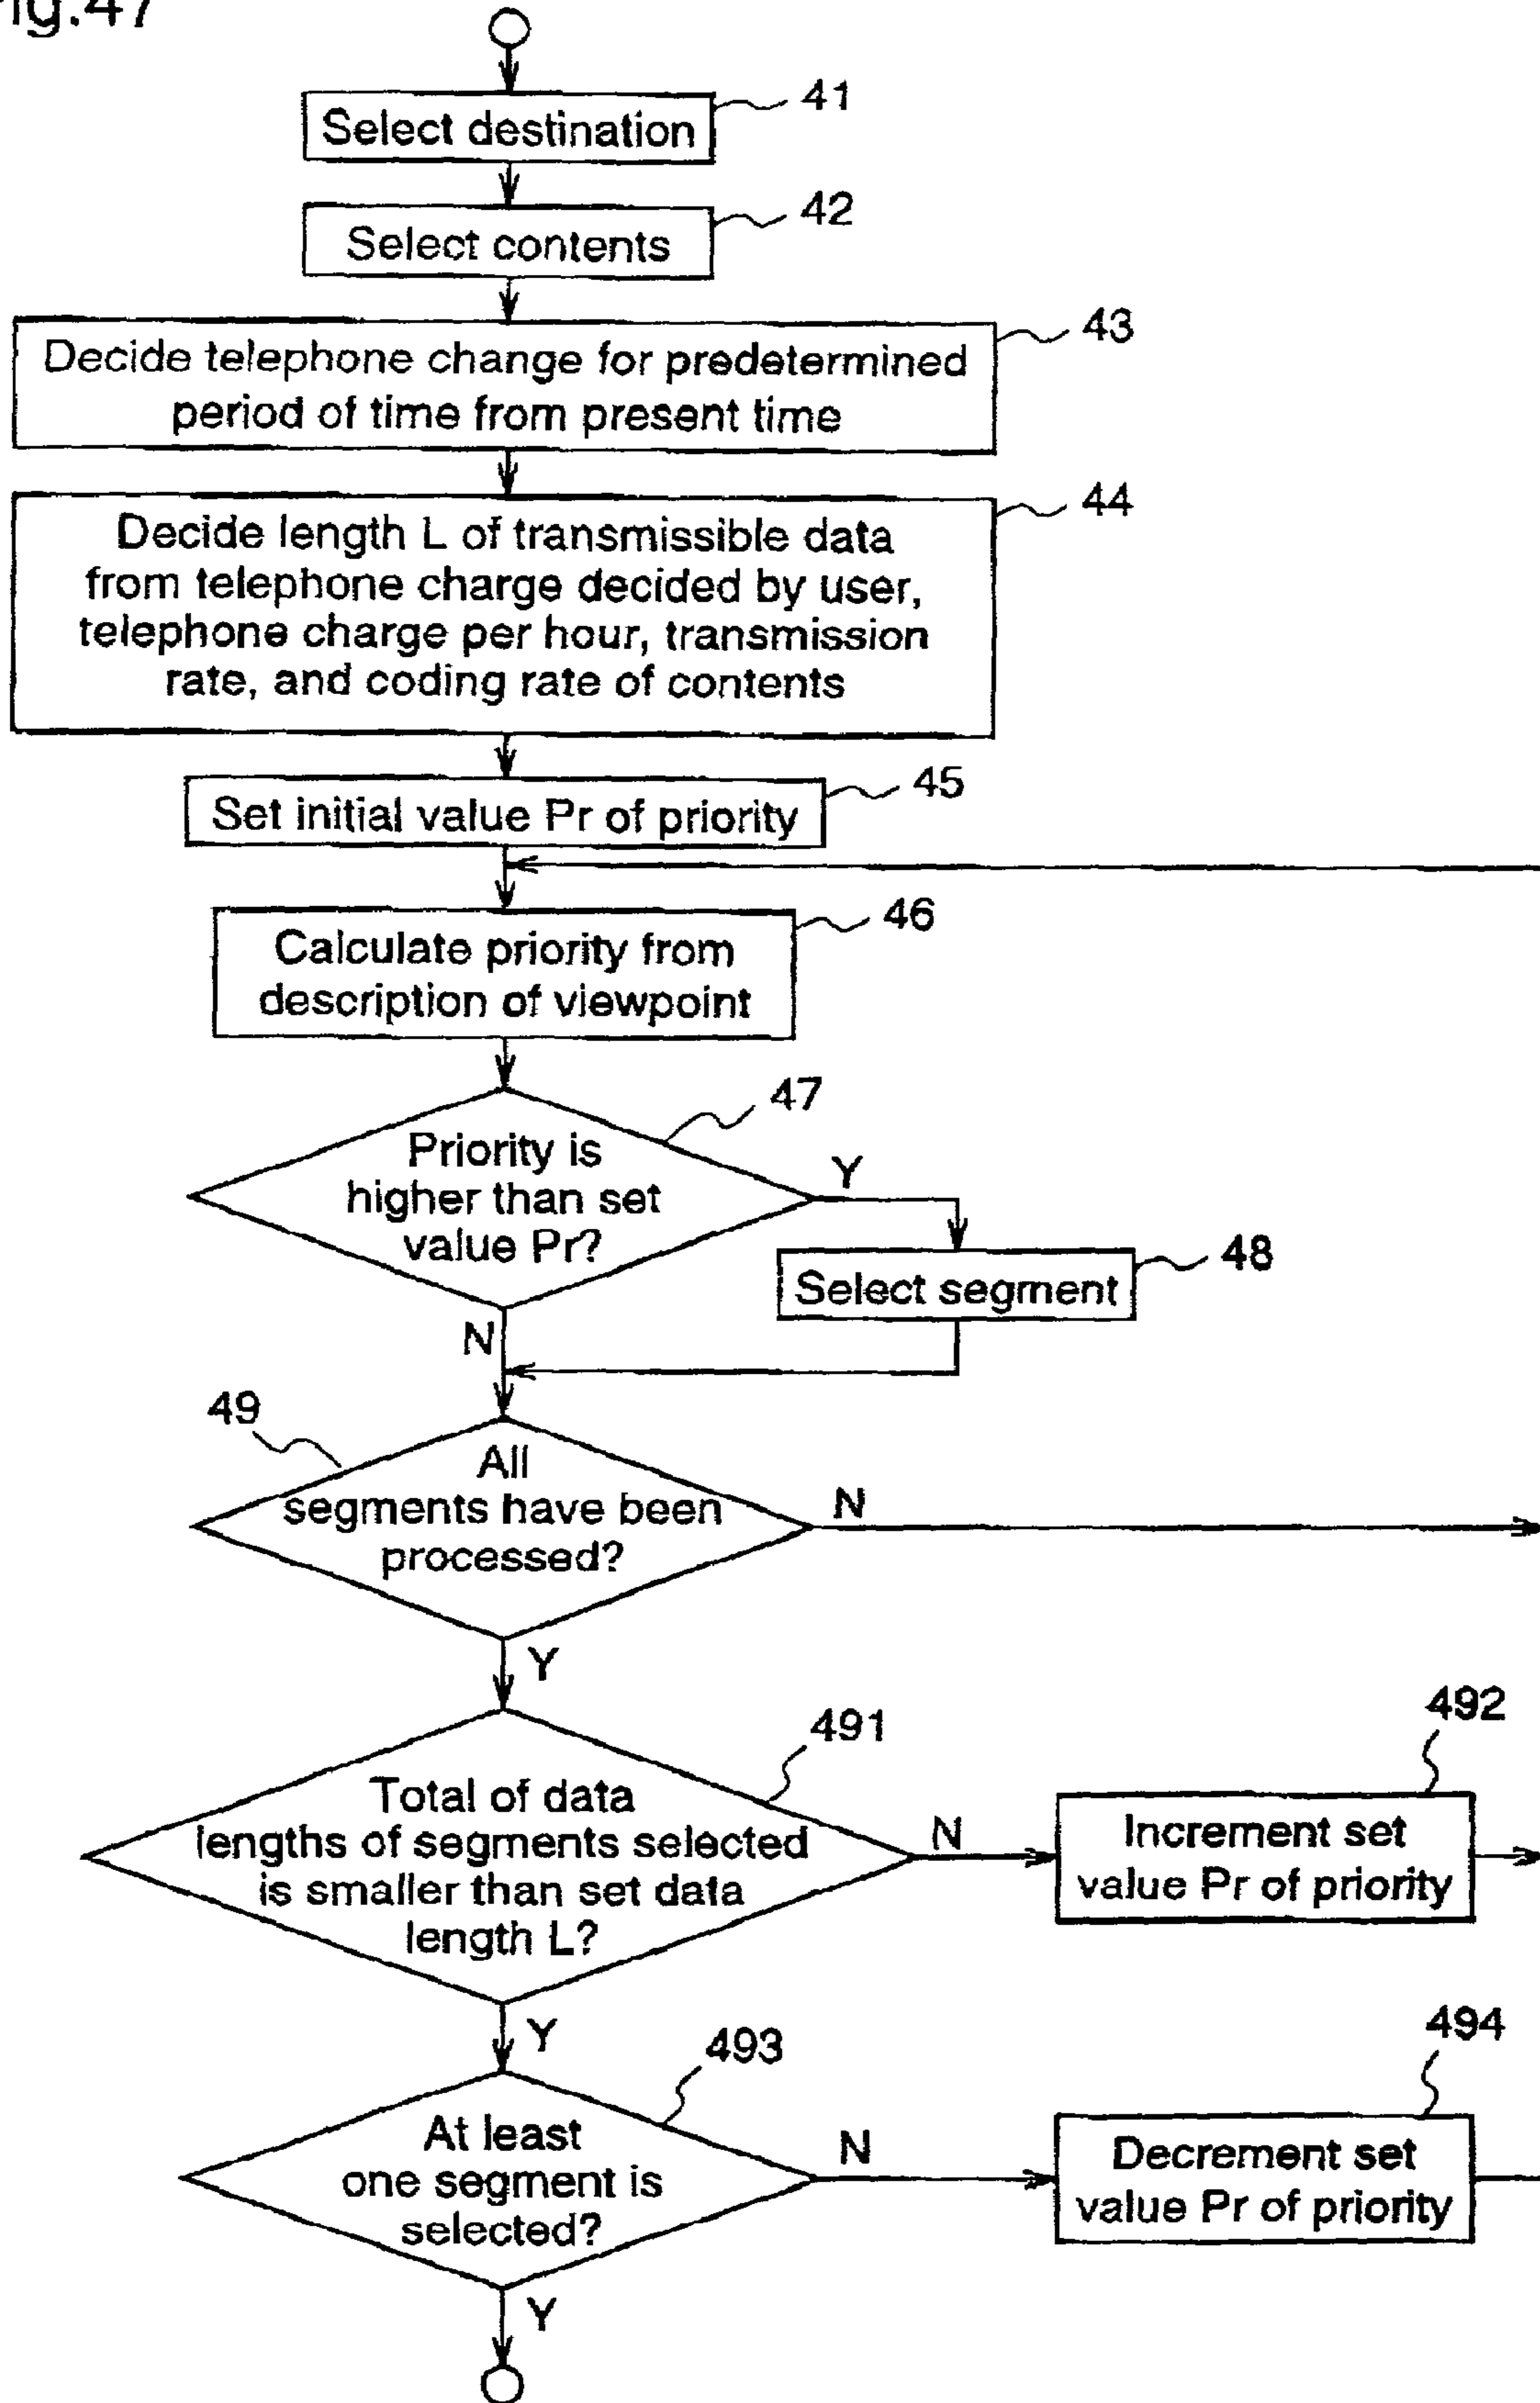 Fig.47
41
Select destination
42
Select contents
43
Decide telephone change for predetermined
period of time from present time
44
Decide length L of transmissible data
from telephone charge decided by user,
telephone charge per hour, transmission
rate, and coding rate of contents
45
Set initial value Pr of priority
46
Calculate priority from
description of viewpoint
47
Priority is
higher than set
value Pr?
Y
48
Select segment
N
49
All
segments have been
processed?
N
Y
491
492
Total of data
lengths of segments selected
is smaller than set data
length L?
N
Increment set
value Pr of priority
Y
493
494
At least
one segment is
selected?
N
Decrement set
value Pr of priority
Y